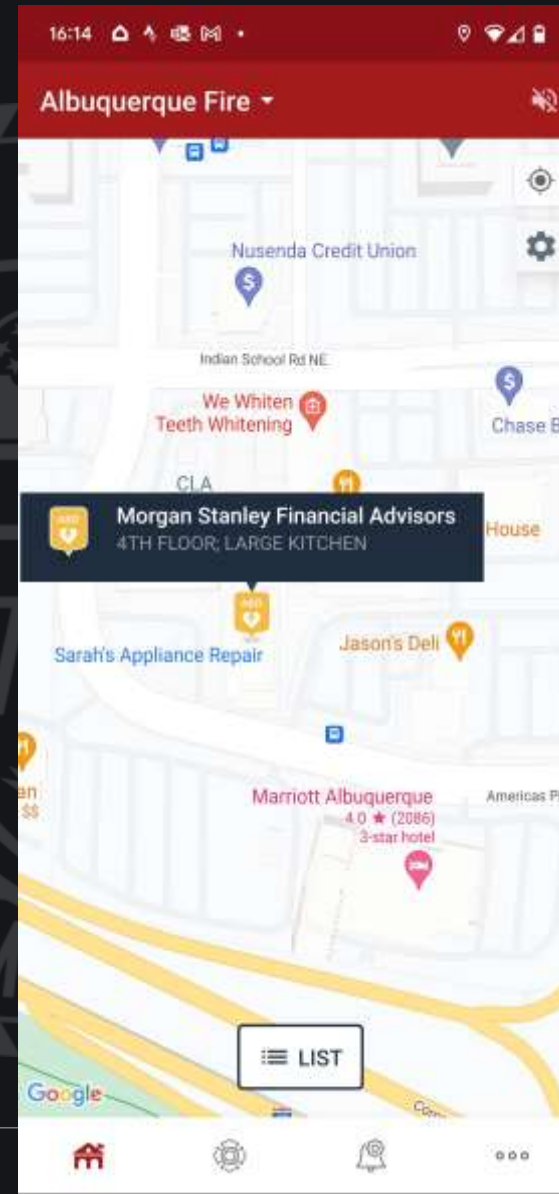 16:14
Albuquerque Fire
Nusenda Credit Union
Indian School Rd NE
We Whiten
Teeth Whitening
Chase B
CLA
Morgan Stanley Financial Advisors
4TH FLOOR; LARGE KITCHEN
House
AED
Sarah's Appliance Repair
Jason's Deli
an
$$
Marriott Albuquerque
4.0 ★ (2086)
3-star hotel
Americas P
LIST
Google